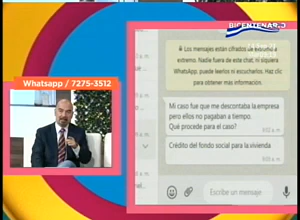 BICENTENARIO
Whatsapp / 7275-3512
Los mensajes están cifrados de extremo a
extremo. Nadie fuera de este chat, ni siquiera
WhatsApp, puede leerlos ni escucharlos. Haz clic
para obtener más información.
Mi caso fue que me descontaba la empresa
pero ellos no pagaban a tiempo.
Qué procede para el caso?
Crédito del fondo social para la vivienda
Escribe un mensaje